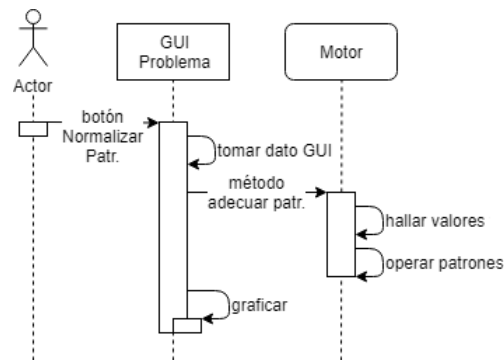 GUI
Problema
Motor
Actor
botón
Normalizar
Patr.
tomar dato GUI
método
adecuar patr.
hallar valores
operar patrones
graficar